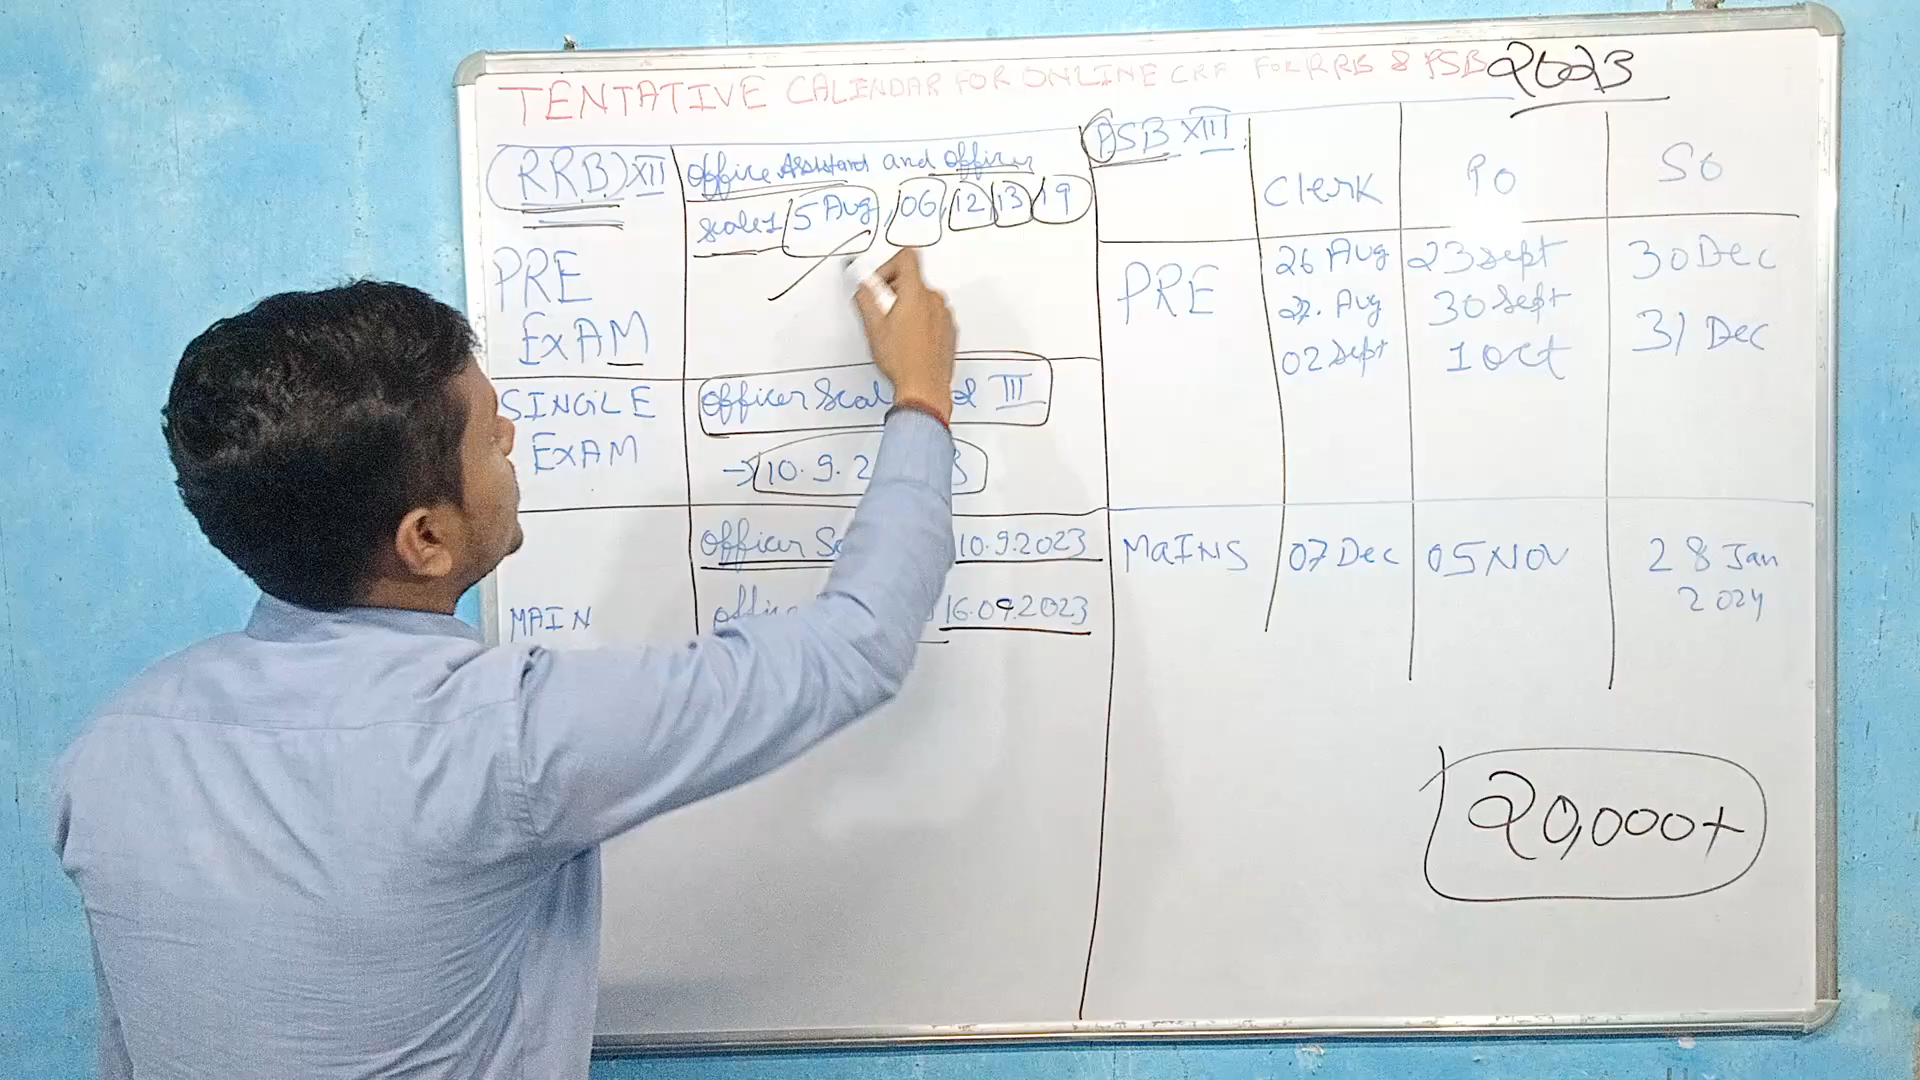 TENTATIVE CALENDAR FOR ONLINE CRP FOR RRB & PSB 2023
(RRB) XII
Office Assistant and officer
scale 1 5 Aug, 06, 12 13 19
PRE
EXAM
SINGLE
EXAM
Officer Scal & III
→ 10.9.2
MAIN
Officer Sc 10.9.2023
offic 16.09.2023
PSB XIII
Clerk PO SO
PRE
26 Aug 23 Sept 30 Dec
27. Aug 30 Sept 31 Dec
02 Sept 1 Oct
MAINS 07 Dec 05 NOV 28 Jan
2024
20,000+